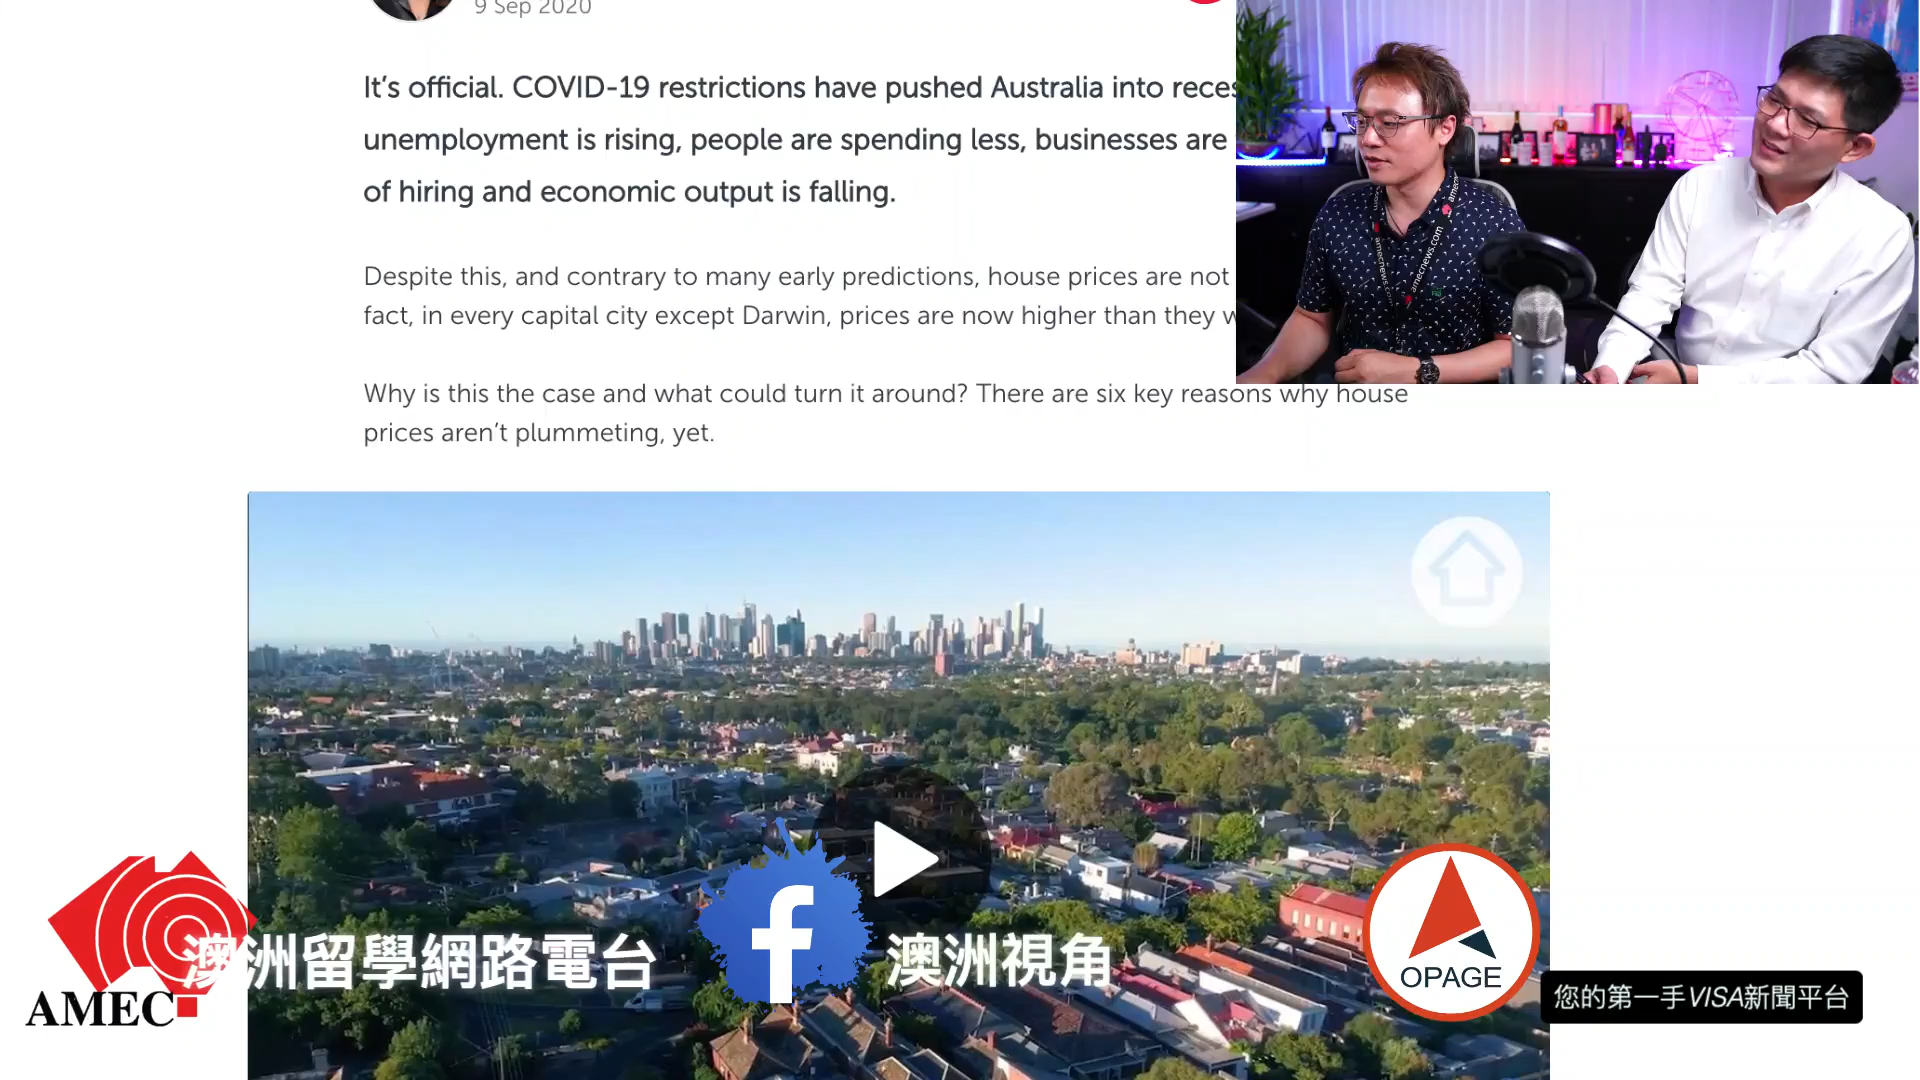 9 Sep 2020
It’s official. COVID-19 restrictions have pushed Australia into
unemployment is rising, people are spending less, businesses are
of hiring and economic output is falling.
Despite this, and contrary to many early predictions, house prices are not
fact, in every capital city except Darwin, prices are now higher than they
Why is this the case and what could turn it around? There are six key reasons why house
prices aren’t plummeting, yet.
amecnews.com
AMEC
澳洲留學網路電台
f
澳洲視角
OPAGE
您的第一手VISA新聞平台